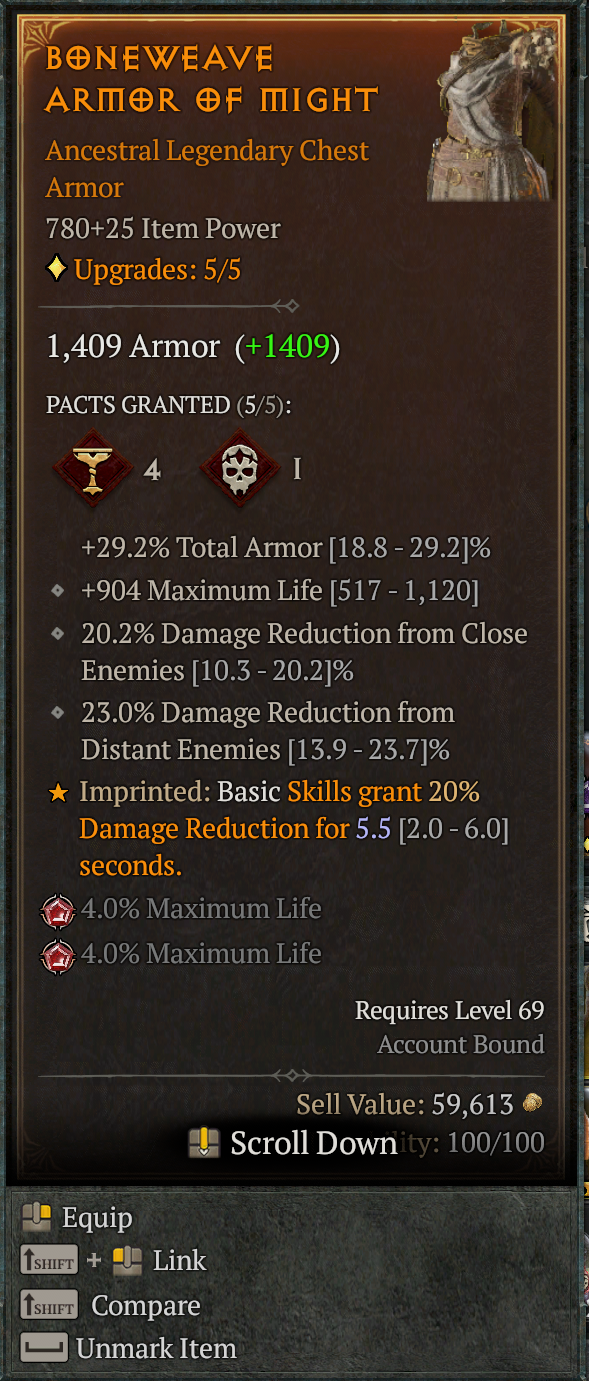 BONEWEAVE
ARMOR OF MIGHT
Ancestral Legendary Chest
Armor
780+25 Item Power
Upgrades: 5/5
1,409 Armor (+1409)
PACTS GRANTED (5/5):
4 I
+29.2% Total Armor [18.8 - 29.2]%
+904 Maximum Life [517 - 1,120]
20.2% Damage Reduction from Close
Enemies [10.3 - 20.2]%
23.0% Damage Reduction from
Distant Enemies [13.9 - 23.7]%
Imprinted: Basic Skills grant 20%
Damage Reduction for 5.5 [2.0 - 6.0]
seconds.
4.0% Maximum Life
4.0% Maximum Life
Requires Level 69
Account Bound
Sell Value: 59,613
Scroll Down
100/100
Equip
SHIFT + Link
SHIFT Compare
Unmark Item